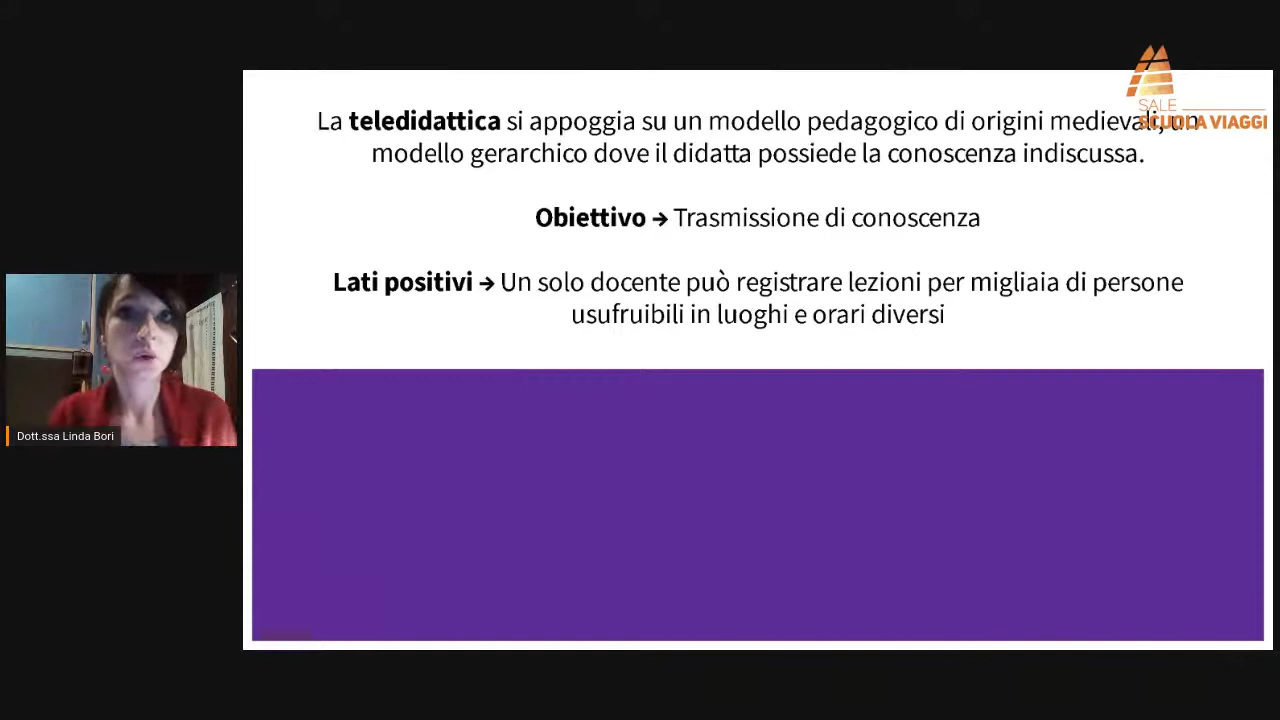 SALE
SCUOLA VIAGGI
La teledidattica si appoggia su un modello pedagogico di origini medievali, un
modello gerarchico dove il didatta possiede la conoscenza indiscussa.
Obiettivo → Trasmissione di conoscenza
Lati positivi → Un solo docente può registrare lezioni per migliaia di persone
usufruibili in luoghi e orari diversi
Dott.ssa Linda Bori